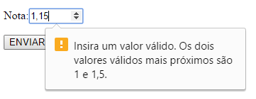 Nota: 1,15
ENVIAR
Insira um valor válido. Os dois
valores válidos mais próximos são
1 e 1,5.